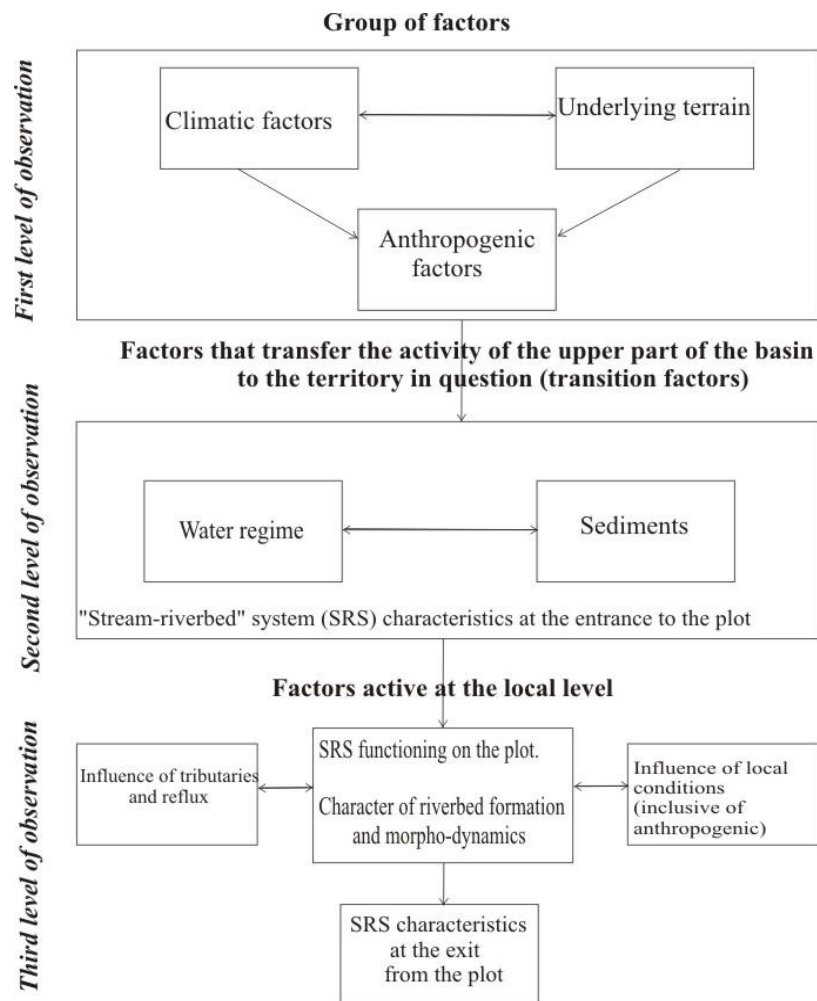 Group of factors
First level of observation
Climatic factors
Underlying terrain
Anthropogenic
factors
Factors that transfer the activity of the upper part of the basin
to the territory in question (transition factors)
Second level of observation
Water regime
Sediments
"Stream-riverbed" system (SRS) characteristics at the entrance to the plot
Factors active at the local level
Third level of observation
Influence of tributaries
and reflux
SRS functioning on the plot.
Character of riverbed formation
and morpho-dynamics
Influence of local
conditions
(inclusive of
anthropogenic)
SRS characteristics
at the exit
from the plot